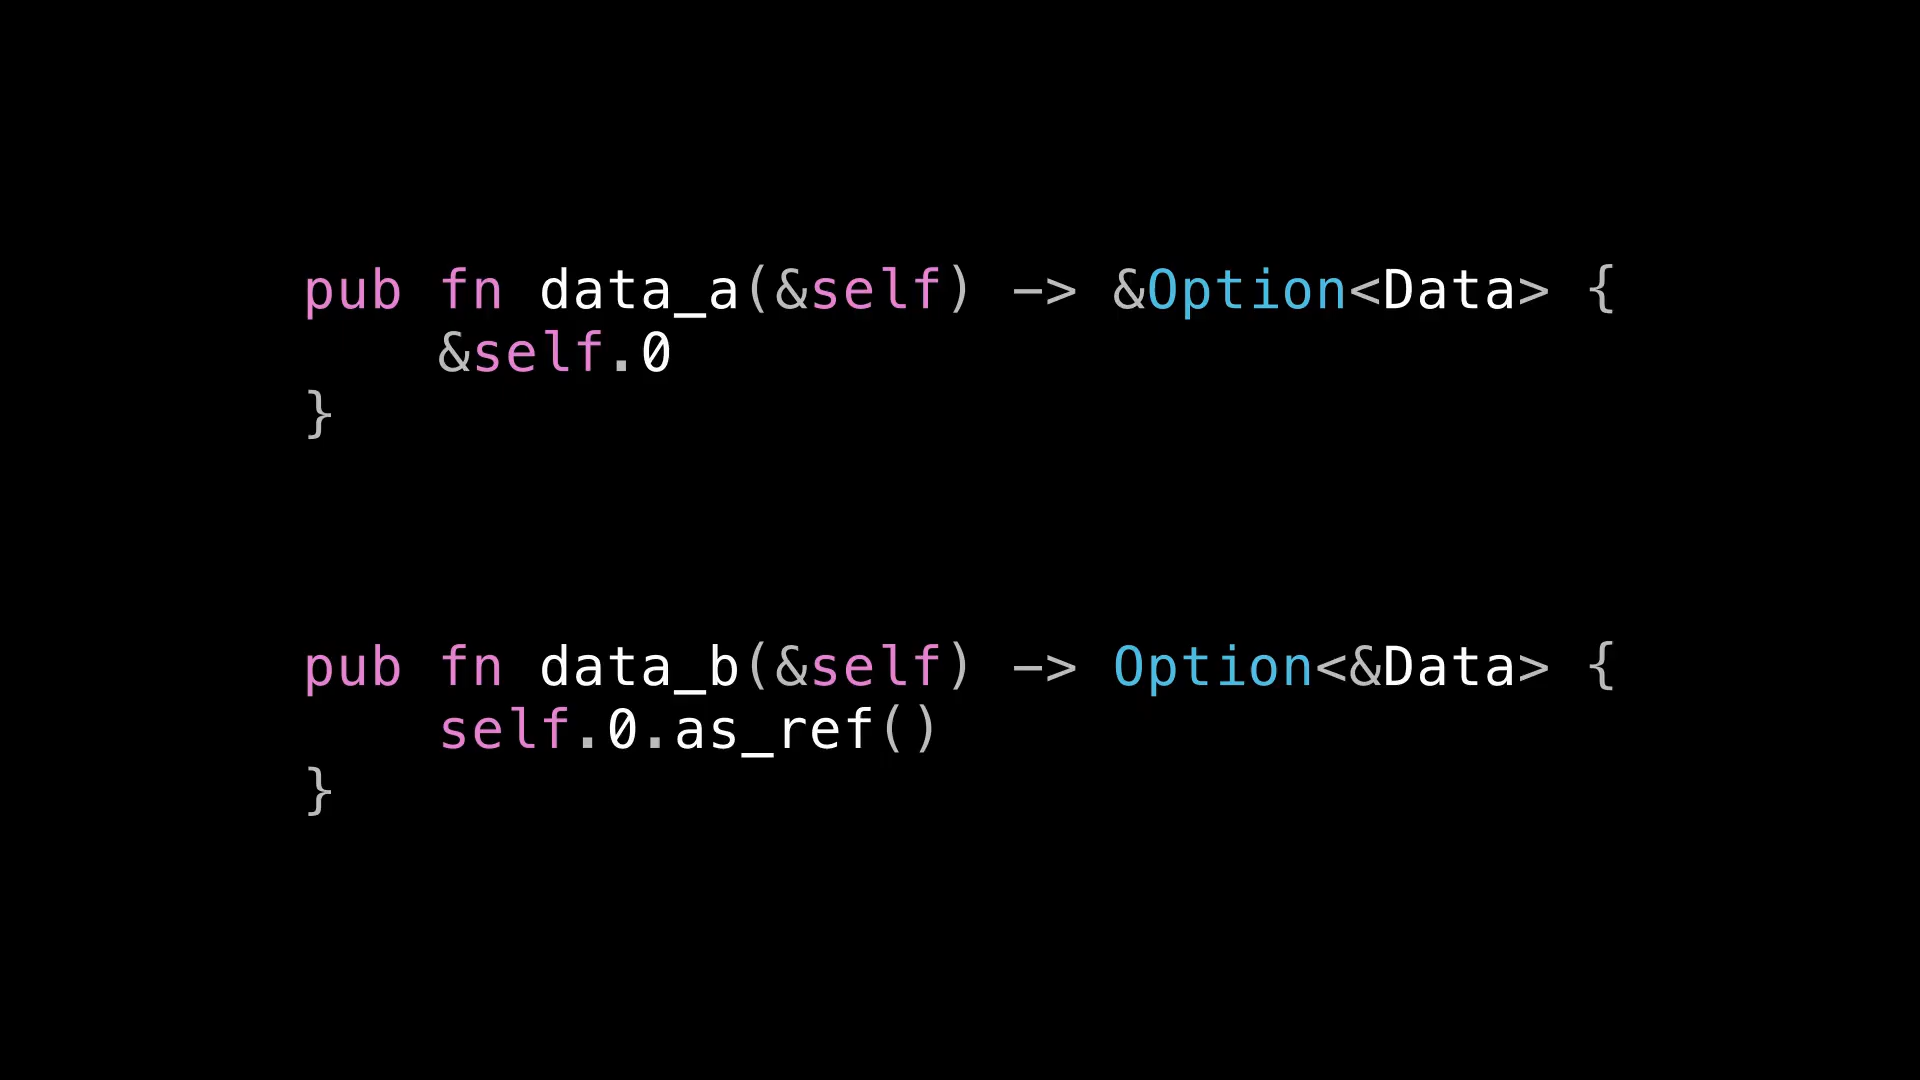 pub fn data_a(&self) -> &Option<Data> {
    &self.0
}
pub fn data_b(&self) -> Option<&Data> {
    self.0.as_ref()
}